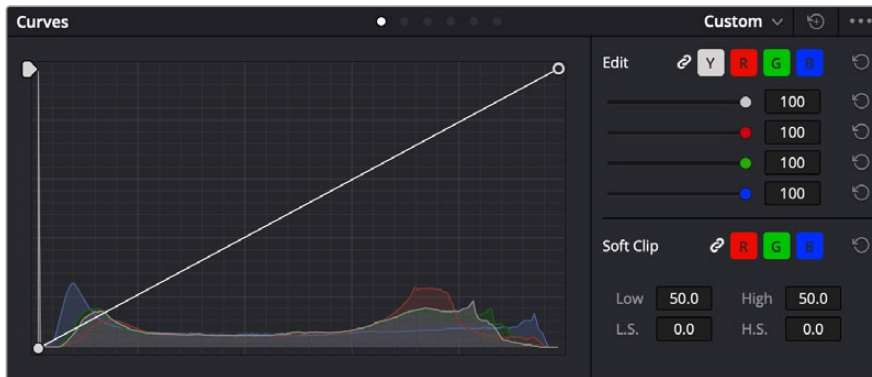 Curves Custom
Edit Y R G B
100
100
100
100
Soft Clip R G B
Low 50.0 High 50.0
L.S. 0.0 H.S. 0.0